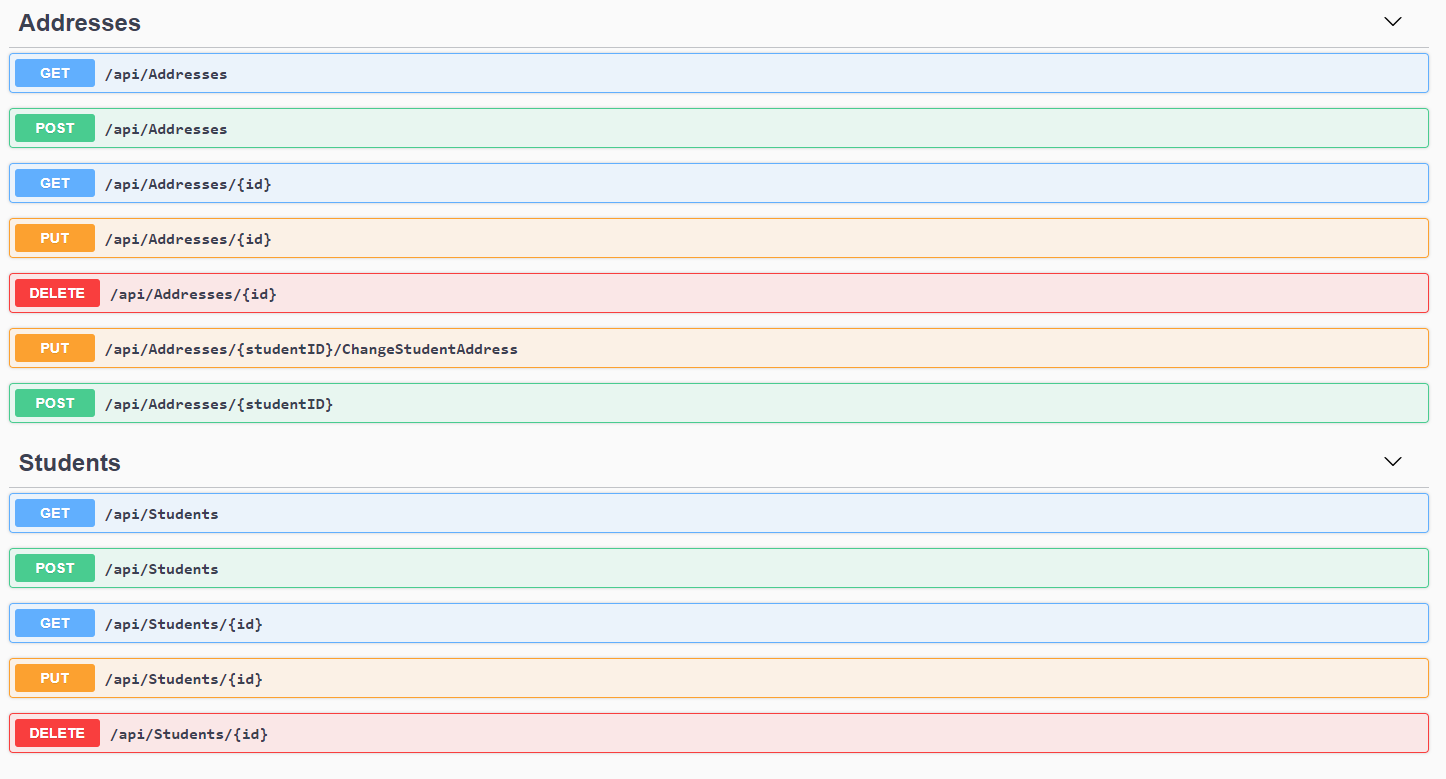 Addresses
GET /api/Addresses
POST /api/Addresses
GET /api/Addresses/{id}
PUT /api/Addresses/{id}
DELETE /api/Addresses/{id}
PUT /api/Addresses/{studentID}/ChangeStudentAddress
POST /api/Addresses/{studentID}
Students
GET /api/Students
POST /api/Students
GET /api/Students/{id}
PUT /api/Students/{id}
DELETE /api/Students/{id}